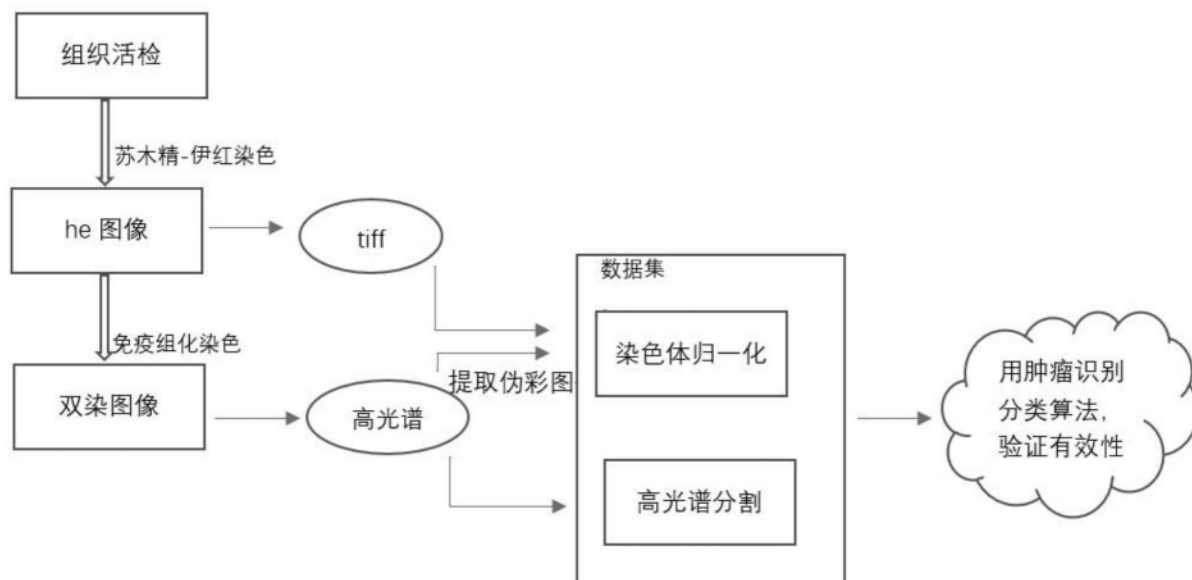 组织活检
苏木精-伊红染色
he 图像
tiff
数据集
免疫组化染色
染色体归一化
提取伪彩图
双染图像
高光谱
用肿瘤识别
分类算法，
验证有效性
高光谱分割